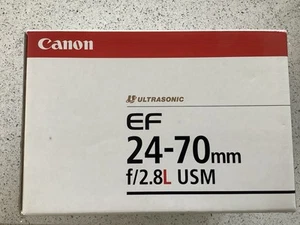 Canon
ULTRASONIC
EF
24-70mm
f/2.8L USM